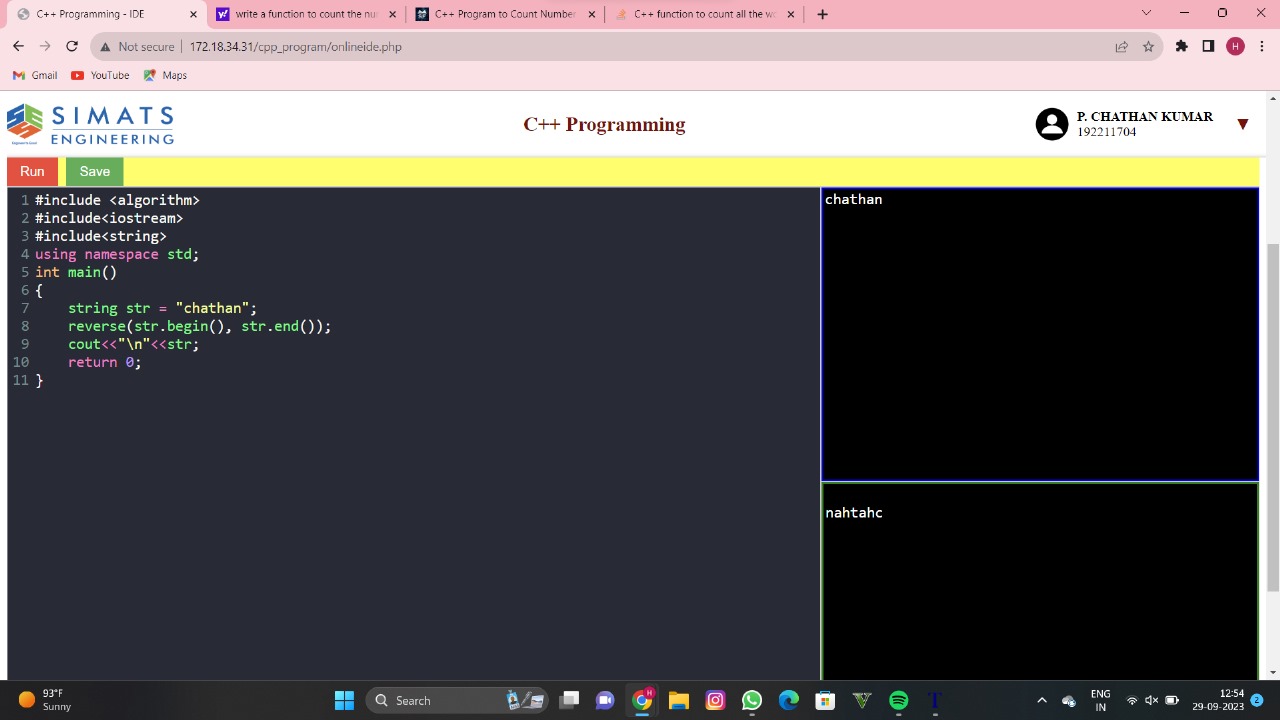 C++ Programming - IDE
write a function to count the nu
C++ Program to Count Number
C++ function to count all the wo
Not secure
172.18.34.31/cpp_program/onlineide.php
H
Gmail
YouTube
Maps
SIMATS
ENGINEERING
C++ Programming
P. CHATHAN KUMAR
192211704
Run
Save
1 #include <algorithm>
2 #include<iostream>
3 #include<string>
4 using namespace std;
5 int main()
6 {
7 string str = "chathan";
8 reverse(str.begin(), str.end());
9 cout<<"\n"<<str;
10 return 0;
11 }
chathan
nahtahc
93°F
Sunny
Search
ENG
IN
12:54
29-09-2023
2